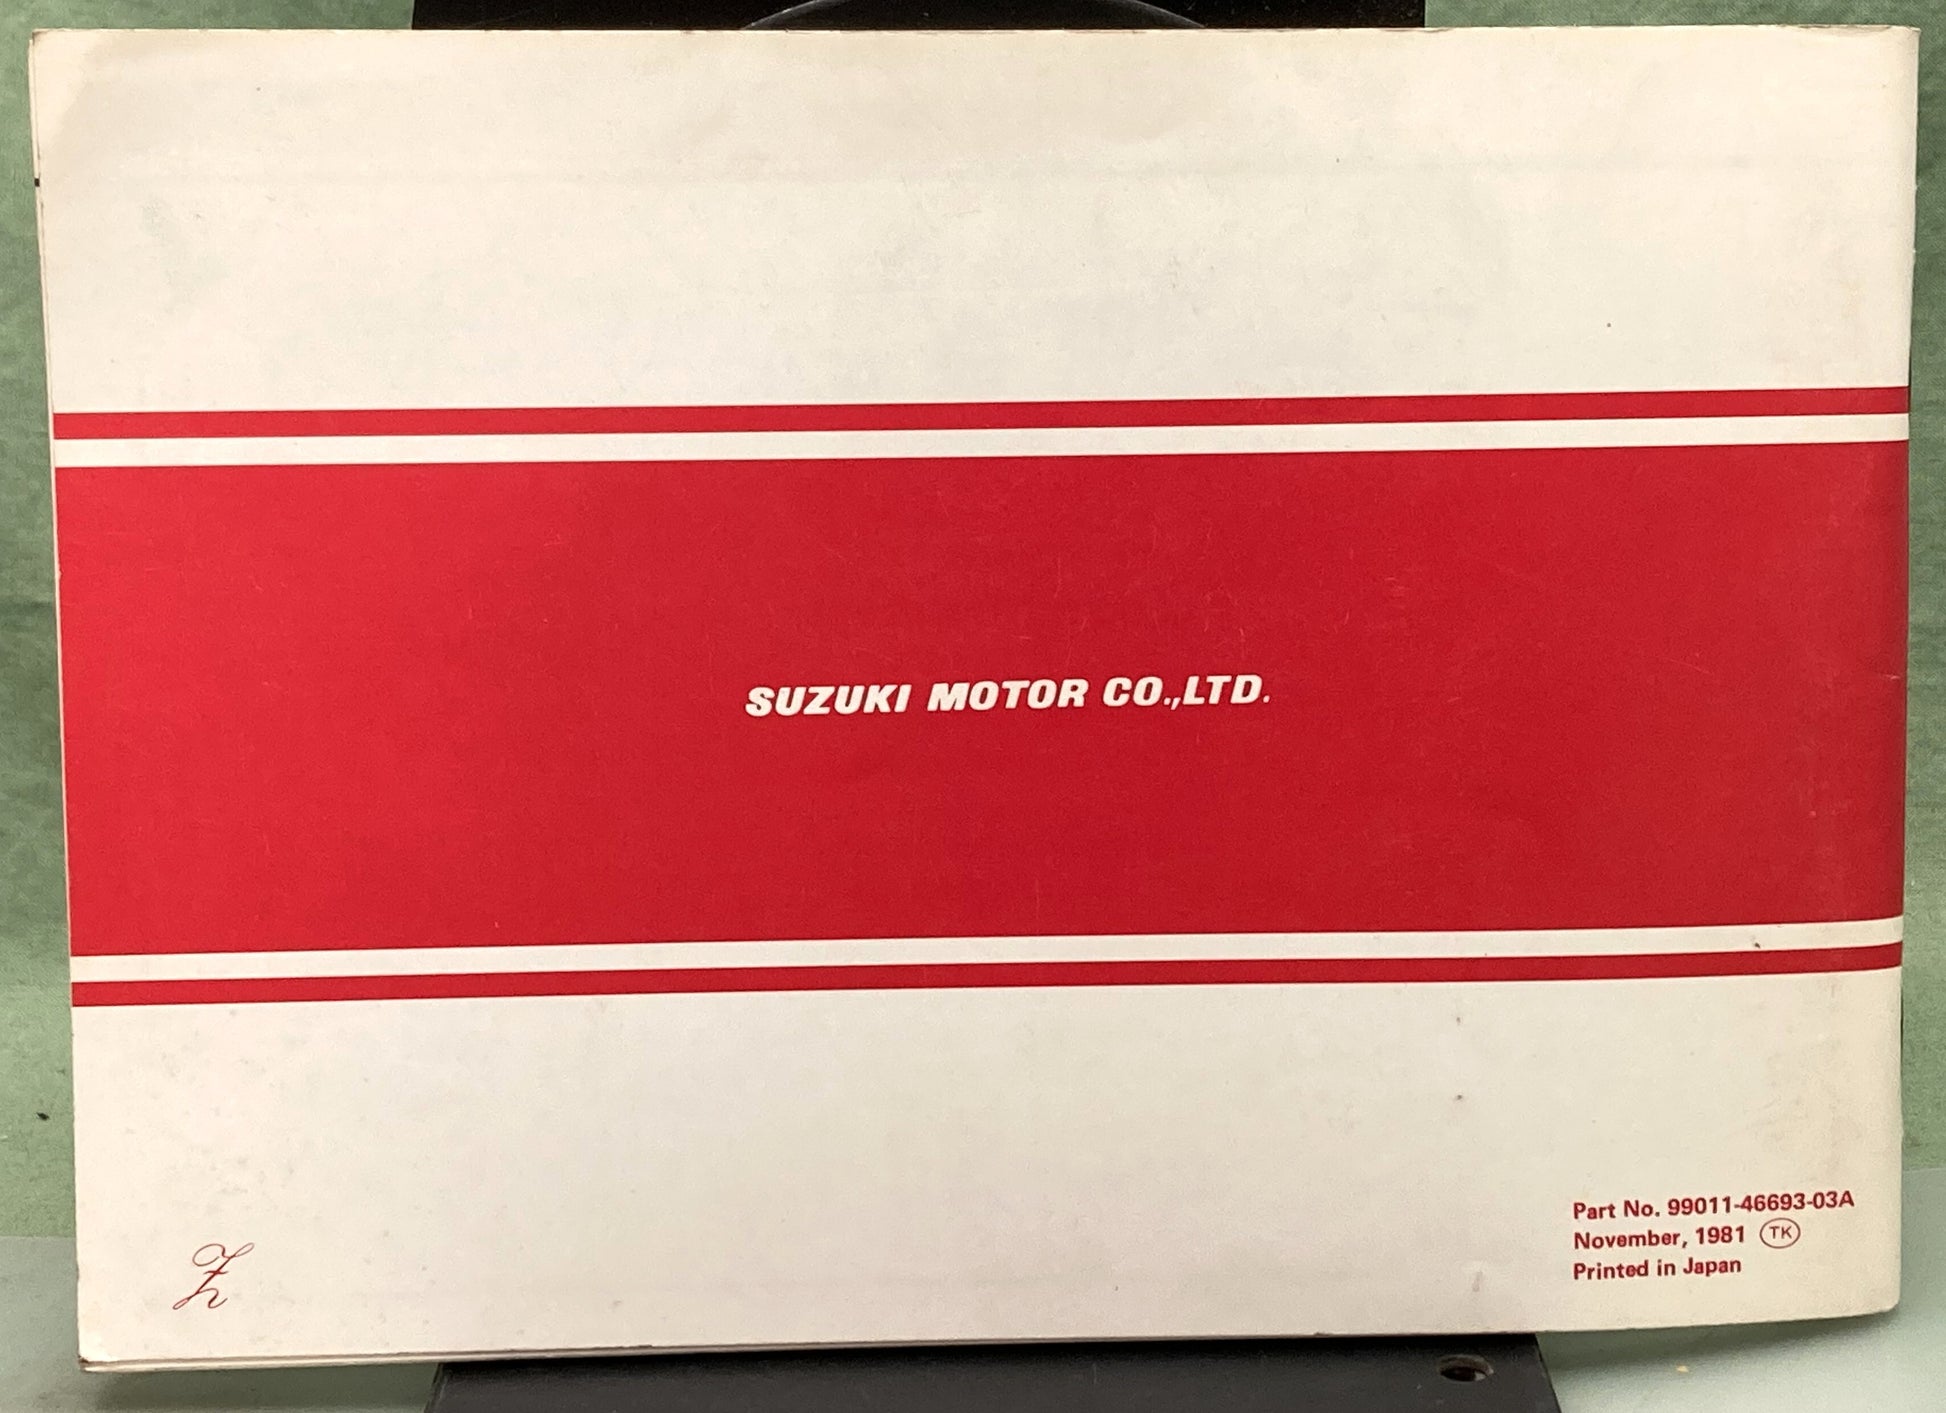 SUZUKI MOTOR CO.,LTD.
Part No. 99011-46693-03A
November, 1981 TK
Printed in Japan
Z